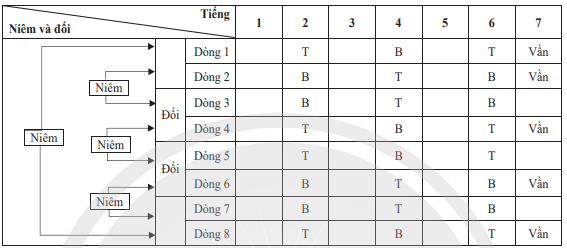 Tiếng
Niêm và đối
1 2 3 4 5 6 7
Dòng 1 T B T Vần
Dòng 2 B T B Vần
Niêm
Dòng 3 B T B
Đối
Dòng 4 T B T Vần
Niêm
Niêm
Dòng 5 T B T
Đối
Dòng 6 B T B Vần
Niêm
Dòng 7 B T B
Dòng 8 T B T Vần